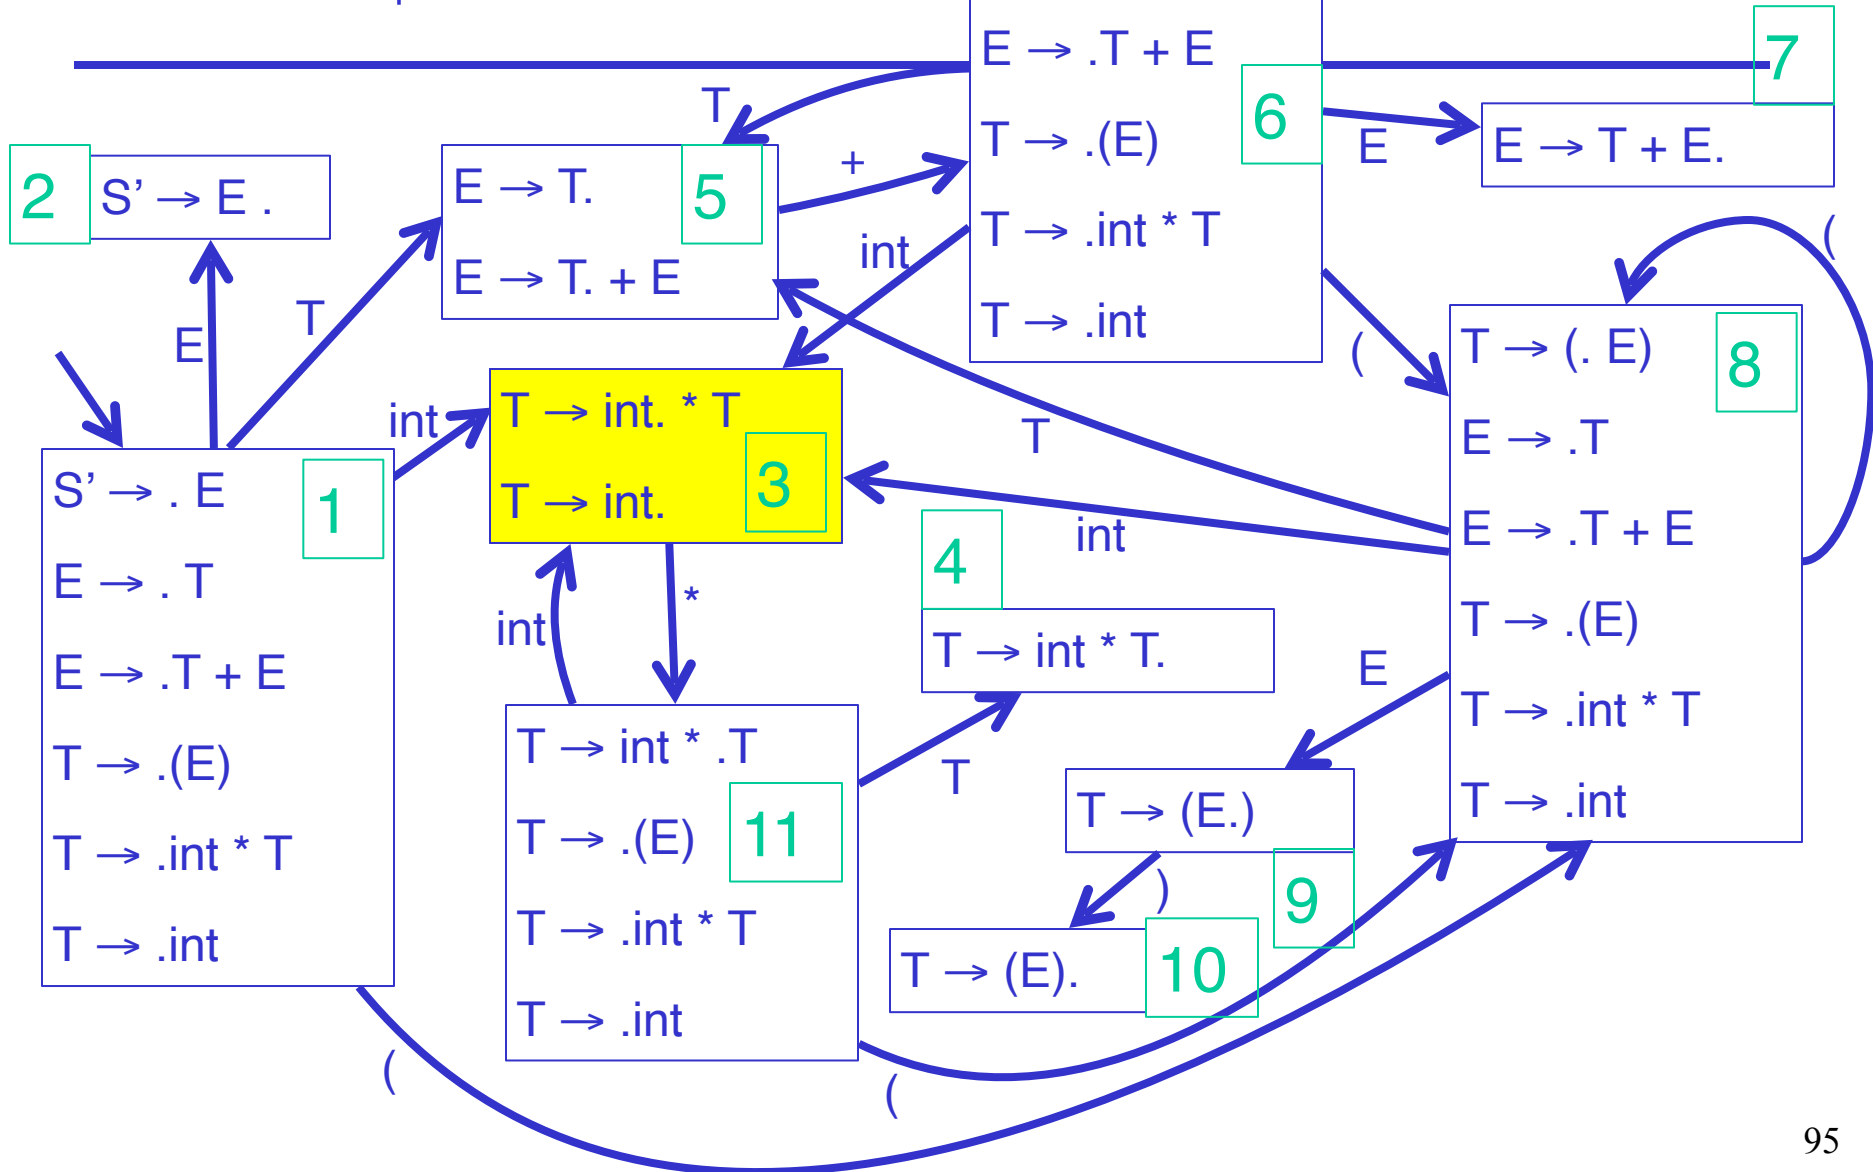 E → .T + E
T → .(E)
T → .int * T
T → .int
6
7
E → T + E.
E
T
+
int
(
2
S’ → E .
E → T.
E → T. + E
5
E
T
int
T → int. * T
T → int.
3
S’ → . E
E → . T
E → .T + E
T → .(E)
T → .int * T
T → .int
1
int
*
T → int * .T
T → .(E)
T → .int * T
T → .int
11
T
4
T → int * T.
T
int
(
T → (. E)
E → .T
E → .T + E
T → .(E)
T → .int * T
T → .int
8
E
T → (E.)
9
)
T → (E).
10
(
(
95